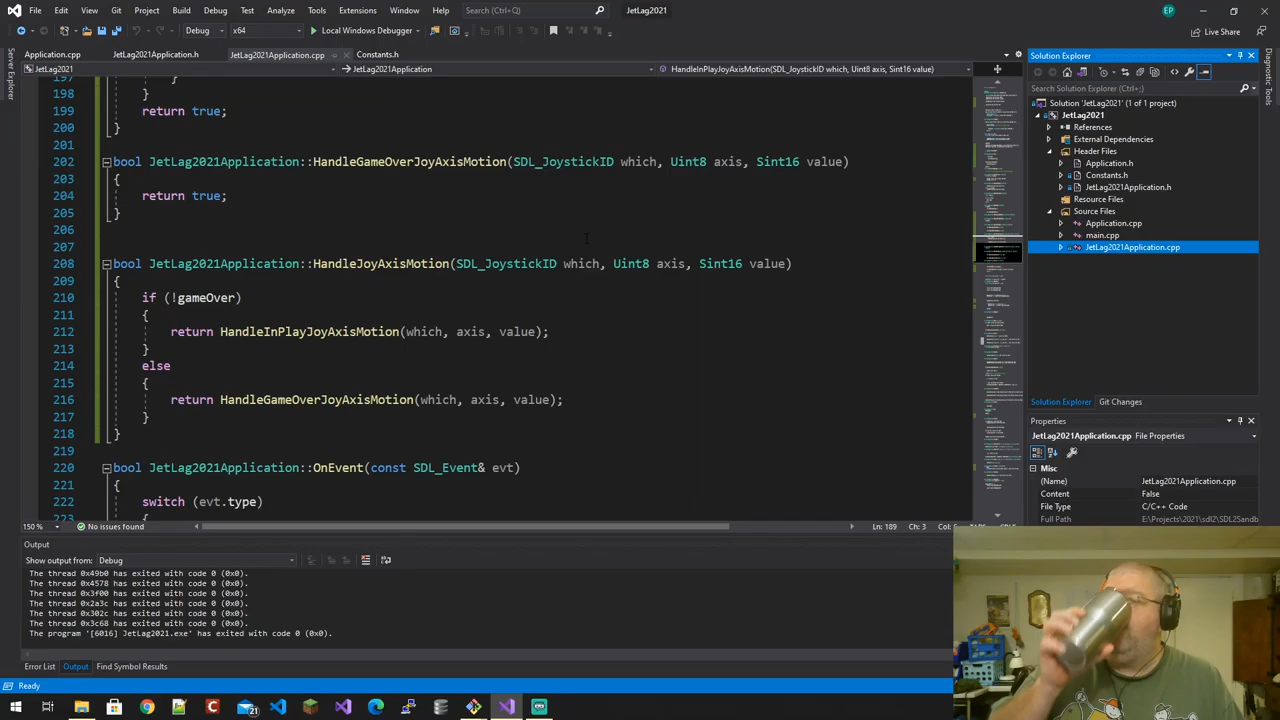 File Edit View Git Project Build Debug Test Analyze Tools Extensions Window Help Search (Ctrl+Q) JetLag2021 EP
Debug x64 Local Windows Debugger Live Share
Application.cpp JetLag2021Application.h JetLag2021Application.cpp Constants.h
JetLag2021 JetLag2021Application HandleInPlayJoyAxisMotion(SDL_JoystickID which, Uint8 axis, Sint16 value)
Server Explorer
Diagnostic Tools
197 }
198 }
199 return true;
200 }
201
202 bool JetLag2021Application::HandleGameOverJoyAxisMotion(SDL_JoystickID which, Uint8 axis, Sint16 value)
203 {
204 return true;
205 }
206
207
208 bool JetLag2021Application::HandleJoyAxisMotion(SDL_JoystickID which, Uint8 axis, Sint16 value)
209 {
210 if (!gameOver)
211 {
212 return HandleInPlayJoyAxisMotion(which, axis, value);
213 }
214 else
215 {
216 return HandleGameOverJoyAxisMotion(which, axis, value);
217 }
218 }
219
220 bool JetLag2021Application::OnEvent(const SDL_Event& evt)
221 {
222 switch (evt.type)
223 {
150 % No issues found Ln: 189 Ch: 3
Output
Show output from: Debug
The thread 0x49b0 has exited with code 0 (0x0).
The thread 0x4578 has exited with code 0 (0x0).
The thread 0x3f00 has exited with code 0 (0x0).
The thread 0x2a3c has exited with code 0 (0x0).
The thread 0x302c has exited with code 0 (0x0).
The thread 0x3c68 has exited with code 0 (0x0).
The program '[6016] JetLag2021.exe' has exited with code 0 (0x0).
Error List Output Find Symbol Results
Ready
Solution Explorer
Search Solution Explorer (Ctrl+;)
Solution 'JetLag2021' (1 of 1 project)
JetLag2021
References
External Dependencies
Header Files
Application.h
Constants.h
JetLag2021Application.h
Resource Files
Source Files
Application.cpp
main.cpp
JetLag2021Application.cpp
Solution Explorer Git Changes
Properties
JetLag2021Application.cpp File Properties
Misc
(Name) JetLag2021Application.cpp
Content False
File Type C/C++ Code
Full Path E:\Projects\2021\sdl2\SDL2Sandb